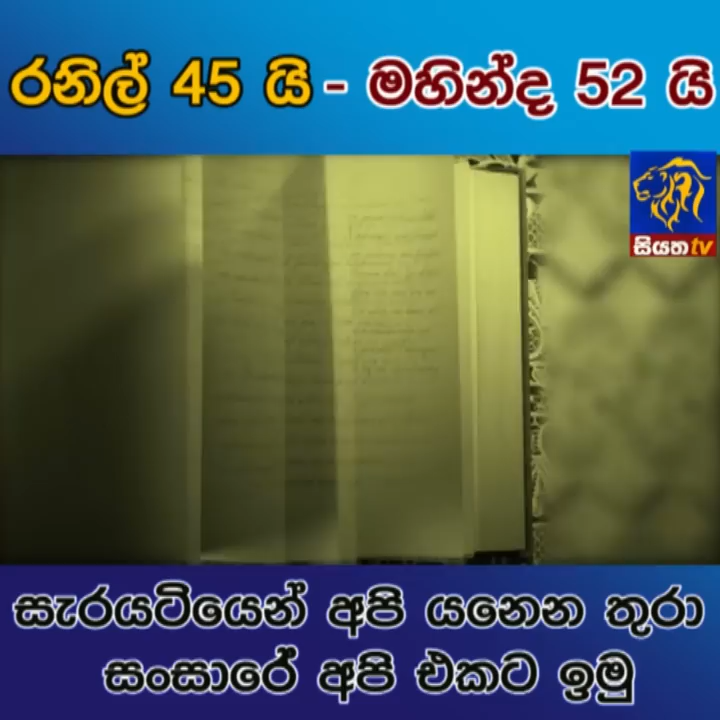 රනිල් 45 යි - මහින්ද 52 යි
සියත tv
සැරයටියෙන් අපි යනෙන තුරා
සංසාරේ අපි එකට ඉමු